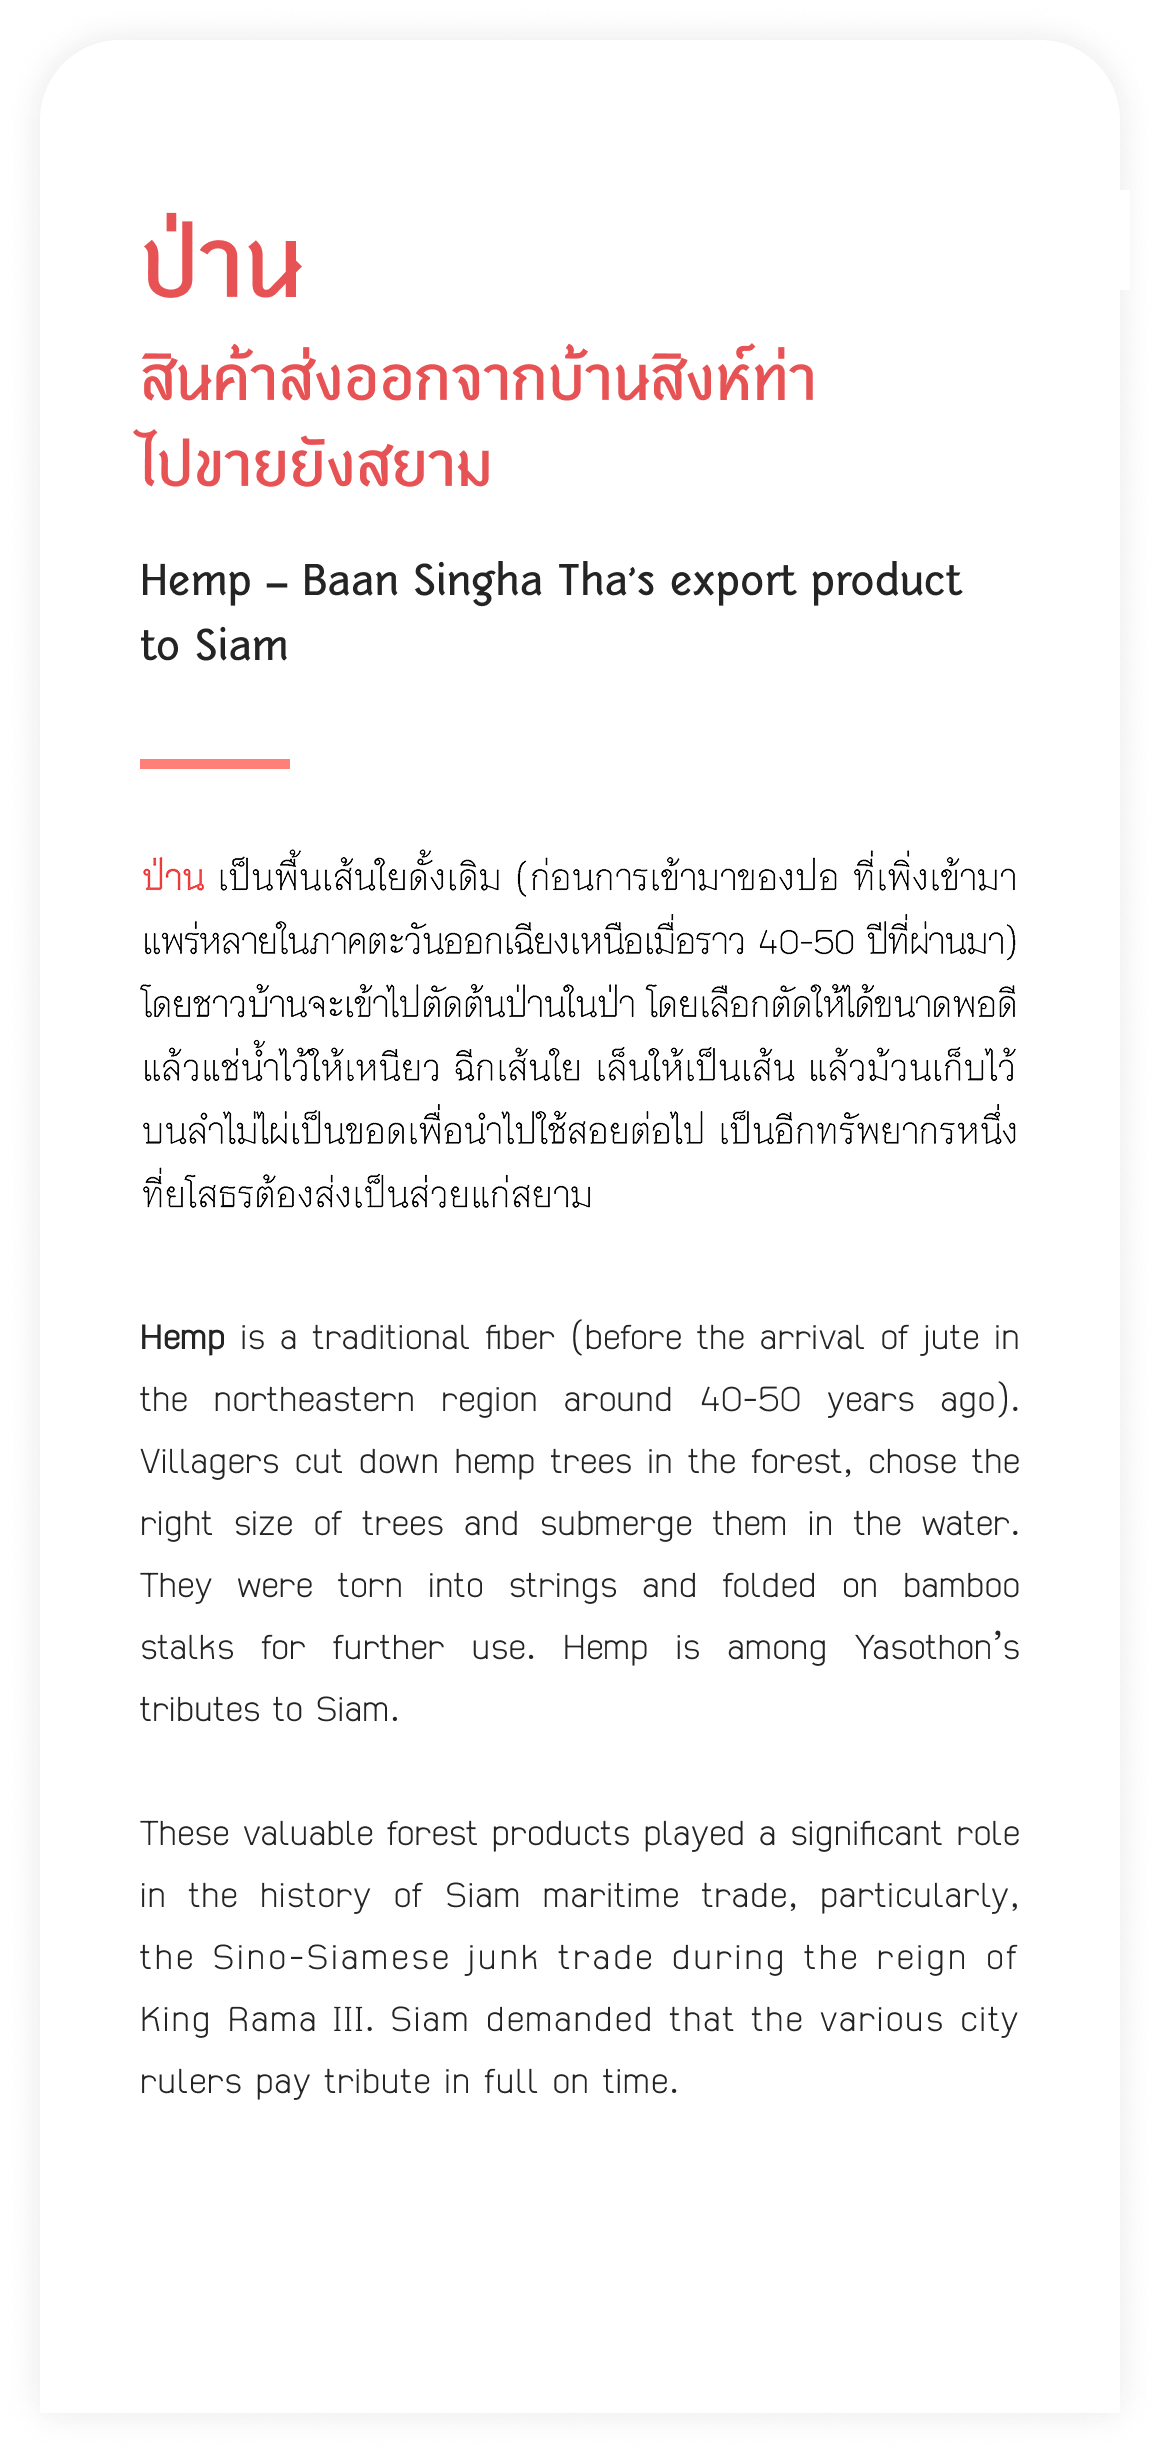 ป่าน
สินค้าส่งออกจากบ้านสิงห์ท่า
ไปขายยังสยาม
Hemp – Baan Singha Tha’s export product
to Siam
ป่าน เป็นพื้นเส้นใยดั้งเดิม (ก่อนการเข้ามาของปอ ที่เพิ่งเข้ามา
แพร่หลายในภาคตะวันออกเฉียงเหนือเมื่อราว 40-50 ปีที่ผ่านมา)
โดยชาวบ้านจะเข้าไปตัดต้นป่านในป่า โดยเลือกตัดให้ได้ขนาดพอดี
แล้วแช่น้ำไว้ให้เหนียว ฉีกเส้นใย เล็นให้เป็นเส้น แล้วม้วนเก็บไว้
บนลำไม้ไผ่เป็นขอดเพื่อนำไปใช้สอยต่อไป เป็นอีกทรัพยากรหนึ่ง
ที่ยโสธรต้องส่งเป็นส่วยแก่สยาม
Hemp is a traditional fiber (before the arrival of jute in
the northeastern region around 40-50 years ago).
Villagers cut down hemp trees in the forest, chose the
right size of trees and submerge them in the water.
They were torn into strings and folded on bamboo
stalks for further use. Hemp is among Yasothon’s
tributes to Siam.
These valuable forest products played a significant role
in the history of Siam maritime trade, particularly,
the Sino-Siamese junk trade during the reign of
King Rama III. Siam demanded that the various city
rulers pay tribute in full on time.